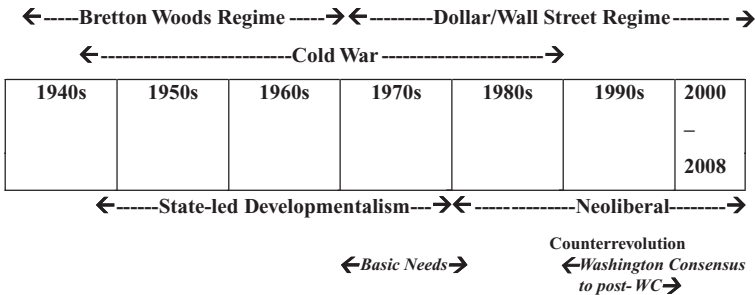 ←-----Bretton Woods Regime -----→←-------Dollar/Wall Street Regime-------- →
←--------------------------Cold War -------------------------→
1940s 1950s 1960s 1970s 1980s 1990s 2000
–
2008
←------State-led Developmentalism---→← --------------Neoliberal--------→
Counterrevolution
←Basic Needs→ ←Washington Consensus
to post- WC→